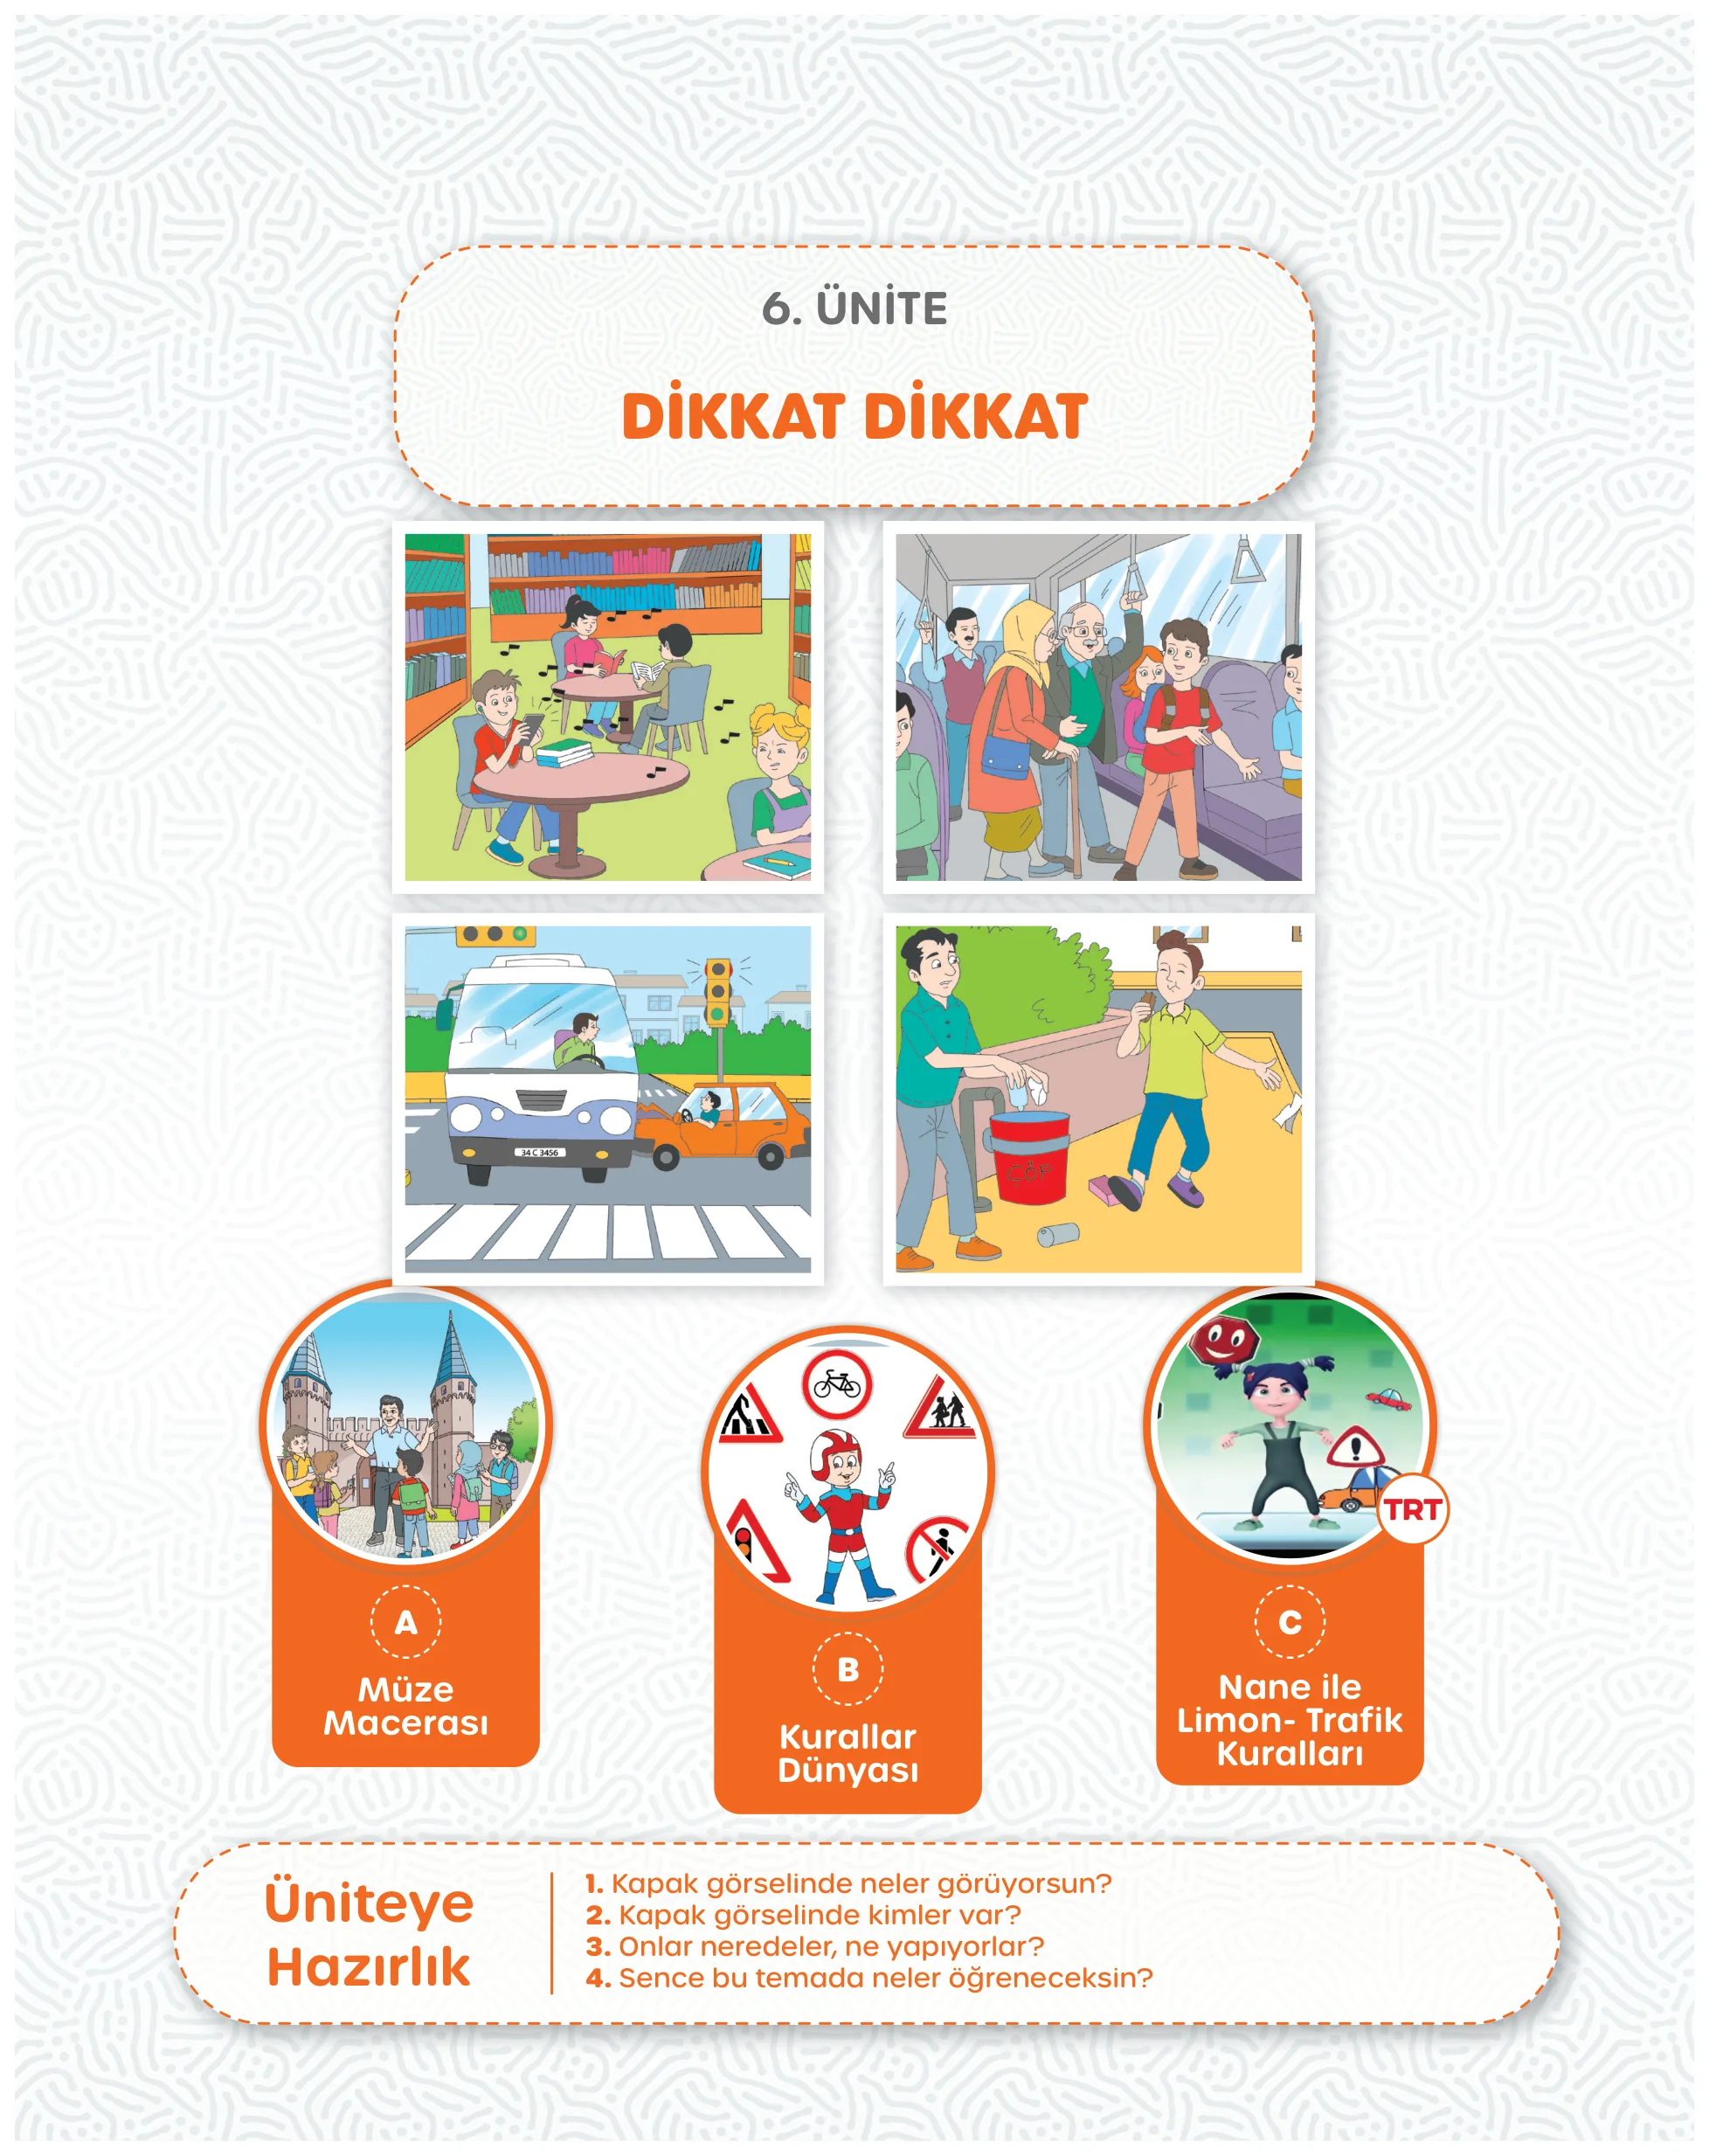 6. ÜNİTE
DİKKAT DİKKAT
34 C 3456
ÇÖP
TRT
A
Müze
Macerası
B
Kurallar
Dünyası
C
Nane ile
Limon- Trafik
Kuralları
Üniteye
Hazırlık
1. Kapak görselinde neler görüyorsun?
2. Kapak görselinde kimler var?
3. Onlar neredeler, ne yapıyorlar?
4. Sence bu temada neler öğreneceksin?